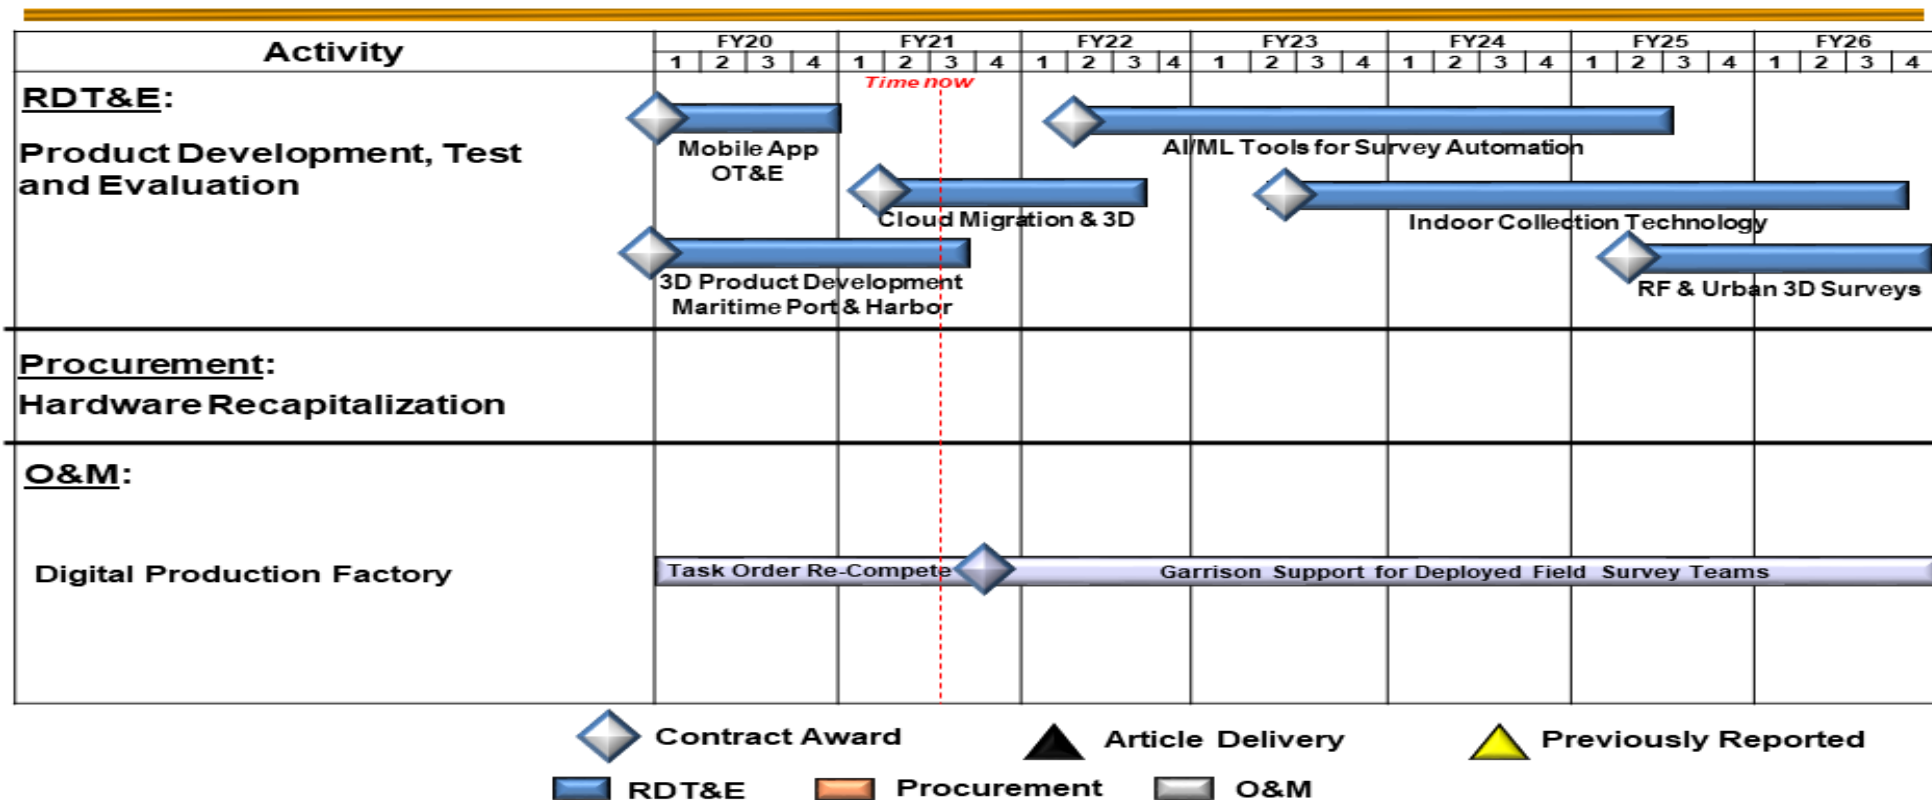 Activity
FY20 FY21 FY22 FY23 FY24 FY25 FY26
1 2 3 4 1 2 3 4 1 2 3 4 1 2 3 4 1 2 3 4 1 2 3 4 1 2 3 4
Time now
RDT&E:
Product Development, Test
and Evaluation
Mobile App
OT&E
AI/ML Tools for Survey Automation
Cloud Migration & 3D
Indoor Collection Technology
3D Product Development
Maritime Port & Harbor
RF & Urban 3D Surveys
Procurement:
Hardware Recapitalization
O&M:
Digital Production Factory
Task Order Re-Compete
Garrison Support for Deployed Field Survey Teams
Contract Award
Article Delivery
Previously Reported
RDT&E
Procurement
O&M